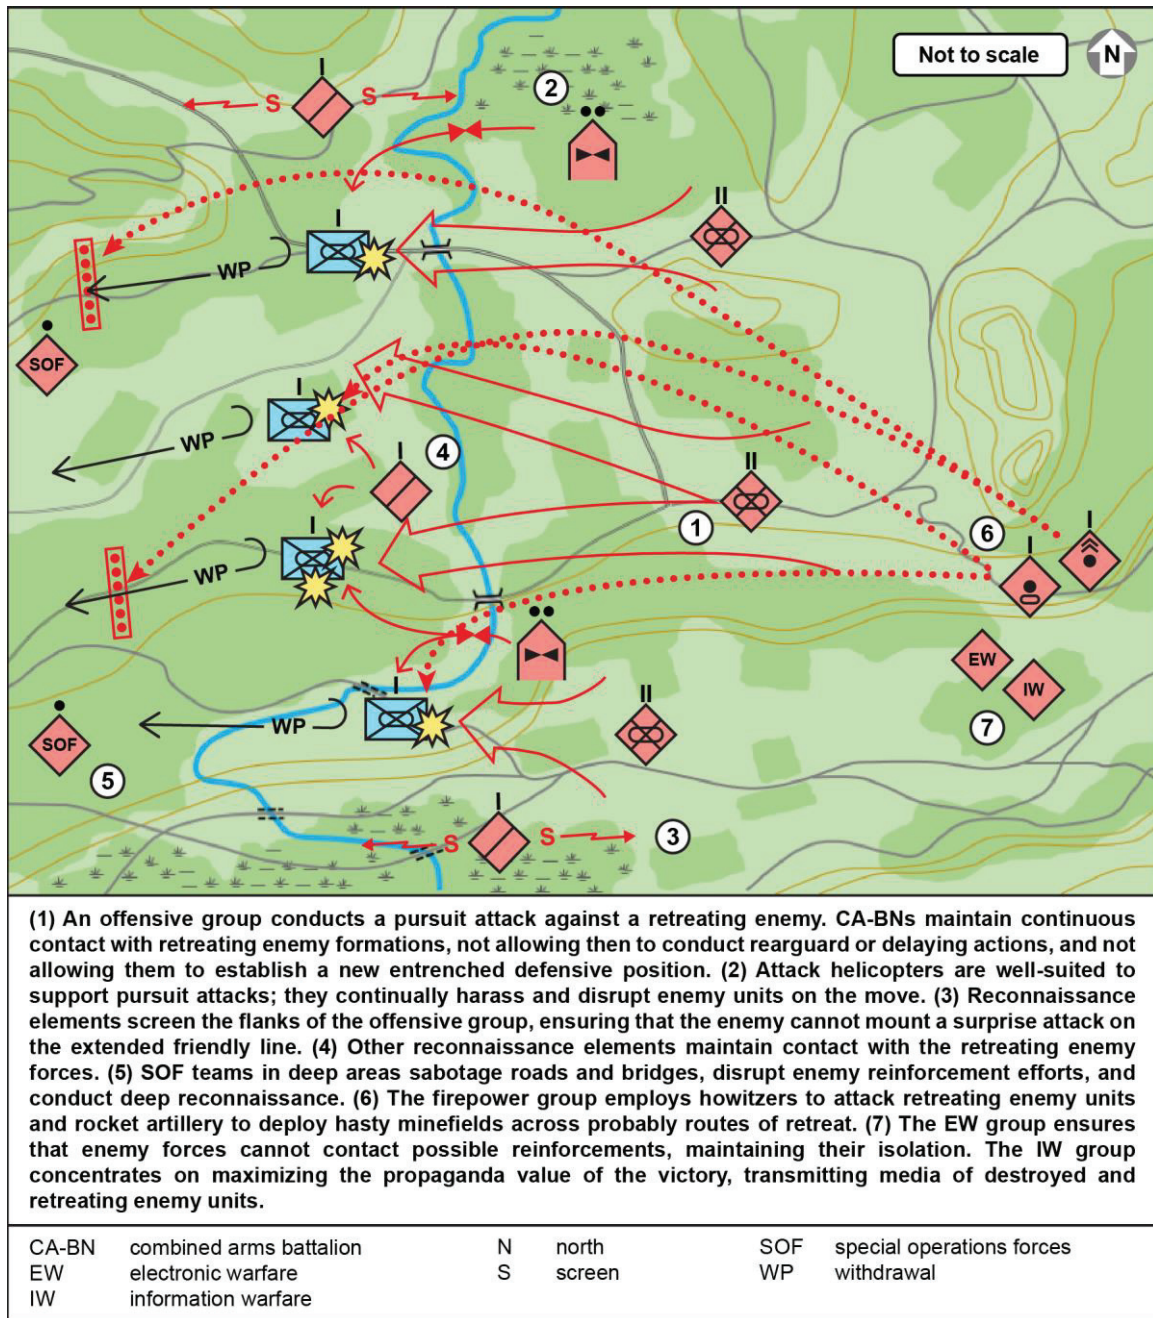 Not to scale
N
I
S
S
2
II
WP
I
SOF
I
WP
4
I
II
1
6
I
I
I
WP
EW
IW
7
I
WP
II
SOF
5
I
S
S
3
(1) An offensive group conducts a pursuit attack against a retreating enemy. CA-BNs maintain continuous
contact with retreating enemy formations, not allowing then to conduct rearguard or delaying actions, and not
allowing them to establish a new entrenched defensive position. (2) Attack helicopters are well-suited to
support pursuit attacks; they continually harass and disrupt enemy units on the move. (3) Reconnaissance
elements screen the flanks of the offensive group, ensuring that the enemy cannot mount a surprise attack on
the extended friendly line. (4) Other reconnaissance elements maintain contact with the retreating enemy
forces. (5) SOF teams in deep areas sabotage roads and bridges, disrupt enemy reinforcement efforts, and
conduct deep reconnaissance. (6) The firepower group employs howitzers to attack retreating enemy units
and rocket artillery to deploy hasty minefields across probably routes of retreat. (7) The EW group ensures
that enemy forces cannot contact possible reinforcements, maintaining their isolation. The IW group
concentrates on maximizing the propaganda value of the victory, transmitting media of destroyed and
retreating enemy units.
CA-BN combined arms battalion N north SOF special operations forces
EW electronic warfare S screen WP withdrawal
IW information warfare